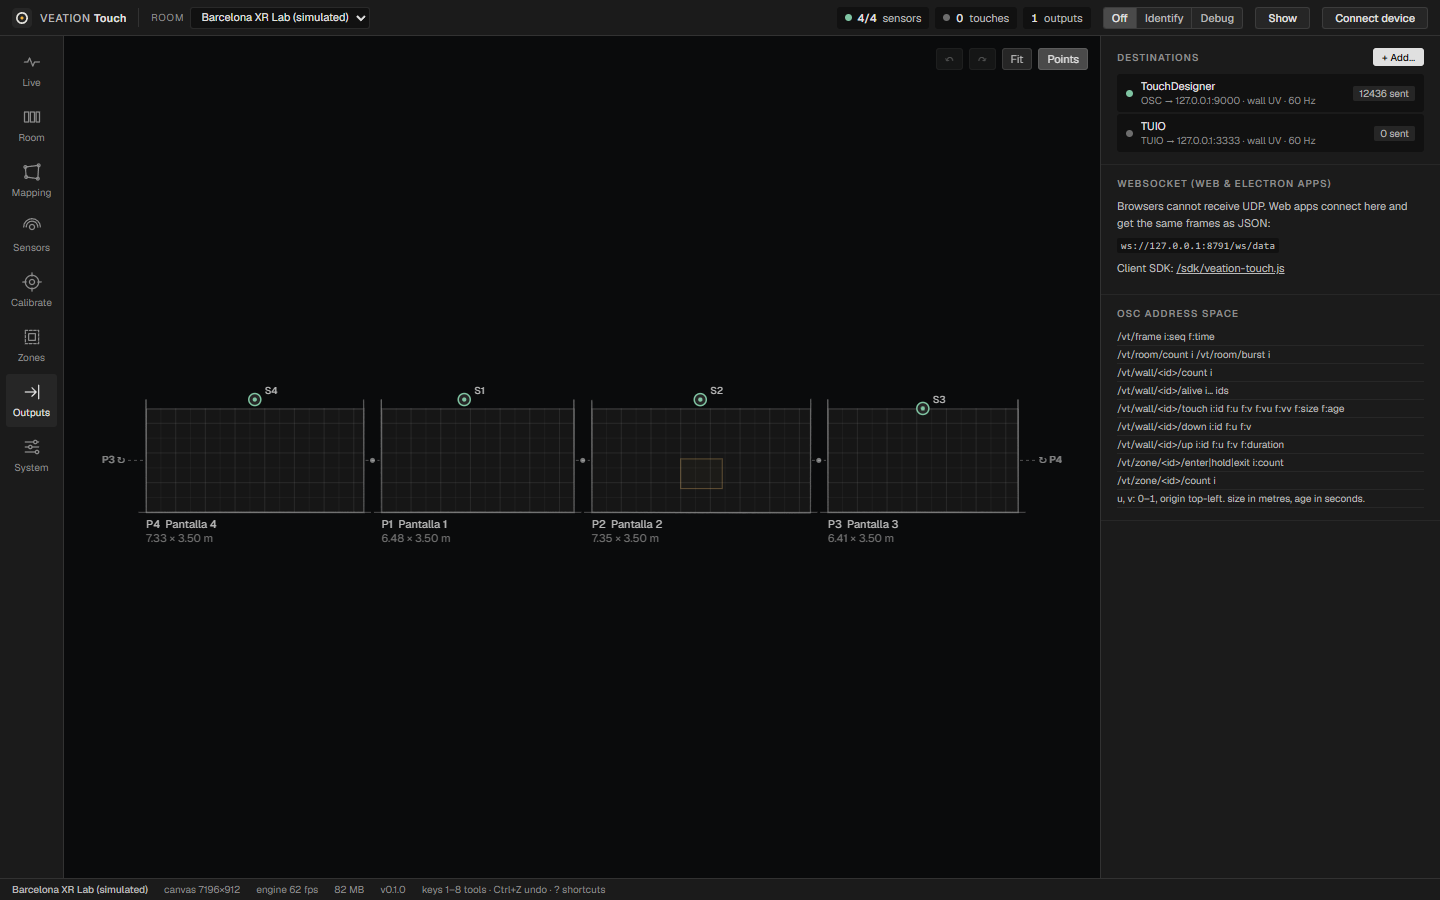 VEATION Touch
ROOM
Barcelona XR Lab (simulated)
4/4 sensors
0 touches
1 outputs
Off
Identify
Debug
Show
Connect device
Live
Room
Mapping
Sensors
Calibrate
Zones
Outputs
System
Fit
Points
S4
S1
S2
S3
P3 ↻
↻ P4
P4 Pantalla 4
7.33 × 3.50 m
P1 Pantalla 1
6.48 × 3.50 m
P2 Pantalla 2
7.35 × 3.50 m
P3 Pantalla 3
6.41 × 3.50 m
DESTINATIONS
+ Add...
TouchDesigner
OSC → 127.0.0.1:9000 · wall UV · 60 Hz
12436 sent
TUIO
TUIO → 127.0.0.1:3333 · wall UV · 60 Hz
0 sent
WEBSOCKET (WEB & ELECTRON APPS)
Browsers cannot receive UDP. Web apps connect here and
get the same frames as JSON:
ws://127.0.0.1:8791/ws/data
Client SDK: /sdk/veation-touch.js
OSC ADDRESS SPACE
/vt/frame i:seq f:time
/vt/room/count i /vt/room/burst i
/vt/wall/<id>/count i
/vt/wall/<id>/alive i… ids
/vt/wall/<id>/touch i:id f:u f:v f:vu f:vv f:size f:age
/vt/wall/<id>/down i:id f:u f:v
/vt/wall/<id>/up i:id f:u f:v f:duration
/vt/zone/<id>/enter|hold|exit i:count
/vt/zone/<id>/count i
u, v: 0–1, origin top-left. size in metres, age in seconds.
Barcelona XR Lab (simulated)
canvas 7196×912
engine 62 fps
82 MB
v0.1.0
keys 1–8 tools · Ctrl+Z undo · ? shortcuts